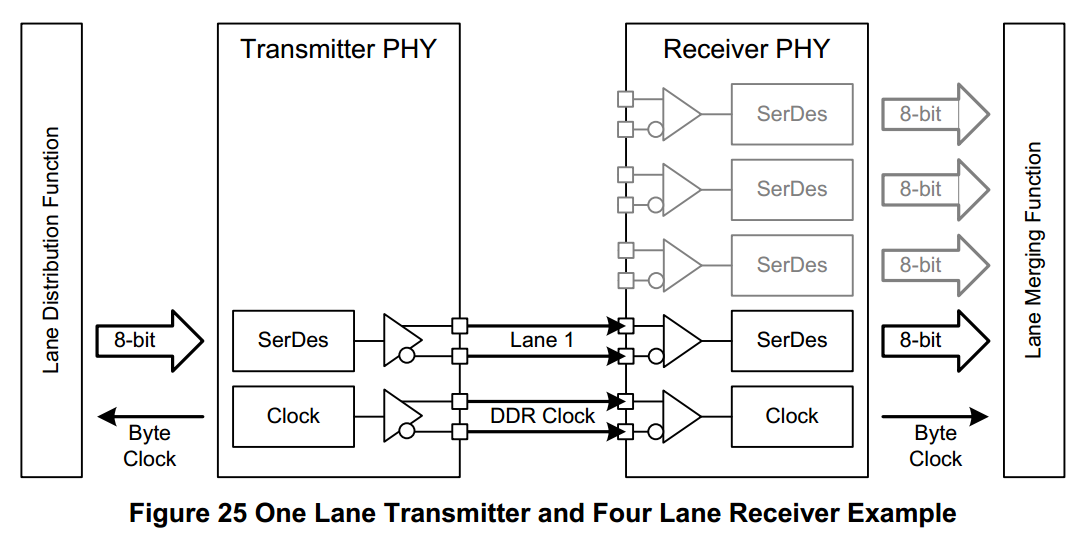 Transmitter PHY
Receiver PHY
Lane Distribution Function
SerDes
8-bit
SerDes
8-bit
SerDes
8-bit
8-bit
SerDes
Lane 1
SerDes
8-bit
Byte
Clock
Clock
DDR Clock
Clock
Byte
Clock
Lane Merging Function
Figure 25 One Lane Transmitter and Four Lane Receiver Example